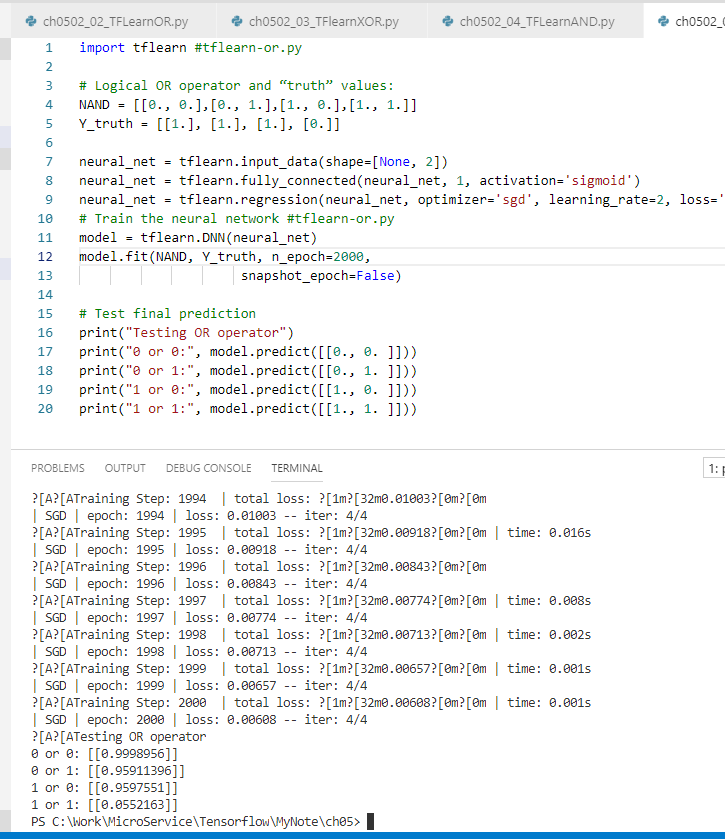 ch0502_02_TFLearnOR.py
ch0502_03_TFlearnXOR.py
ch0502_04_TFLearnAND.py
ch0502_0
1 import tflearn #tflearn-or.py
2
3 # Logical OR operator and “truth” values:
4 NAND = [[0., 0.],[0., 1.],[1., 0.],[1., 1.]]
5 Y_truth = [[1.], [1.], [1.], [0.]]
6
7 neural_net = tflearn.input_data(shape=[None, 2])
8 neural_net = tflearn.fully_connected(neural_net, 1, activation='sigmoid')
9 neural_net = tflearn.regression(neural_net, optimizer='sgd', learning_rate=2, loss='
10 # Train the neural network #tflearn-or.py
11 model = tflearn.DNN(neural_net)
12 model.fit(NAND, Y_truth, n_epoch=2000,
13 snapshot_epoch=False)
14
15 # Test final prediction
16 print("Testing OR operator")
17 print("0 or 0:", model.predict([[0., 0. ]]))
18 print("0 or 1:", model.predict([[0., 1. ]]))
19 print("1 or 0:", model.predict([[1., 0. ]]))
20 print("1 or 1:", model.predict([[1., 1. ]]))
PROBLEMS OUTPUT DEBUG CONSOLE TERMINAL 1: p
?[A?[ATraining Step: 1994 | total loss: ?[1m?[32m0.01003?[0m?[0m
| SGD | epoch: 1994 | loss: 0.01003 -- iter: 4/4
?[A?[ATraining Step: 1995 | total loss: ?[1m?[32m0.00918?[0m?[0m | time: 0.016s
| SGD | epoch: 1995 | loss: 0.00918 -- iter: 4/4
?[A?[ATraining Step: 1996 | total loss: ?[1m?[32m0.00843?[0m?[0m
| SGD | epoch: 1996 | loss: 0.00843 -- iter: 4/4
?[A?[ATraining Step: 1997 | total loss: ?[1m?[32m0.00774?[0m?[0m | time: 0.008s
| SGD | epoch: 1997 | loss: 0.00774 -- iter: 4/4
?[A?[ATraining Step: 1998 | total loss: ?[1m?[32m0.00713?[0m?[0m | time: 0.002s
| SGD | epoch: 1998 | loss: 0.00713 -- iter: 4/4
?[A?[ATraining Step: 1999 | total loss: ?[1m?[32m0.00657?[0m?[0m | time: 0.001s
| SGD | epoch: 1999 | loss: 0.00657 -- iter: 4/4
?[A?[ATraining Step: 2000 | total loss: ?[1m?[32m0.00608?[0m?[0m | time: 0.001s
| SGD | epoch: 2000 | loss: 0.00608 -- iter: 4/4
?[A?[ATesting OR operator
0 or 0: [[0.9998956]]
0 or 1: [[0.95911396]]
1 or 0: [[0.9597551]]
1 or 1: [[0.0552163]]
PS C:\Work\MicroService\Tensorflow\MyNote\ch05>